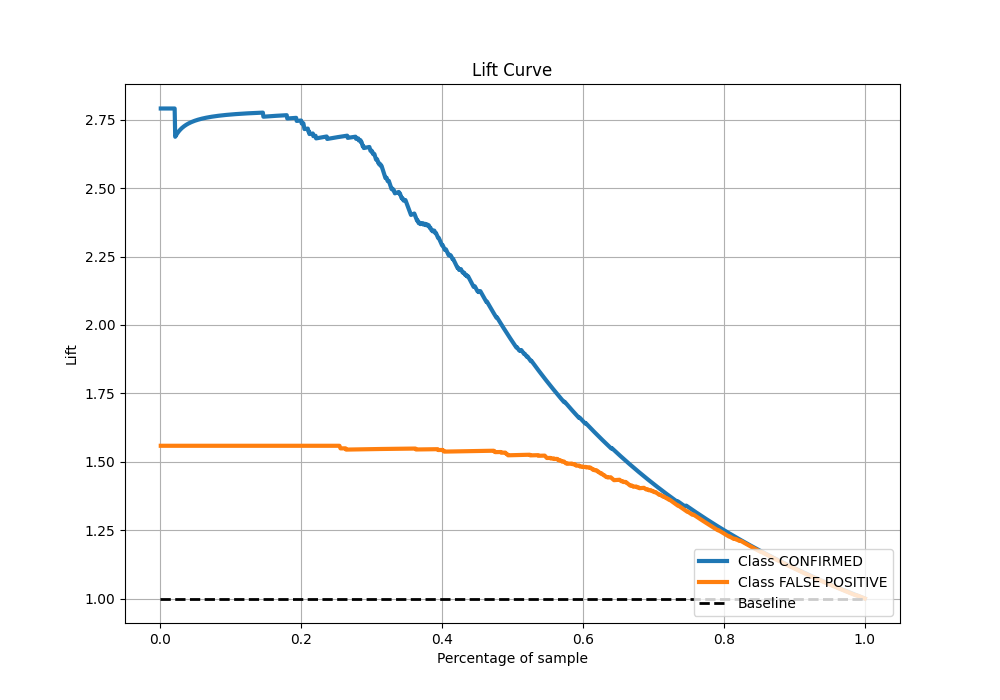 Lift Curve
Lift
2.75
2.50
2.25
2.00
1.75
1.50
1.25
1.00
0.0 0.2 0.4 0.6 0.8 1.0
Percentage of sample
Class CONFIRMED
Class FALSE POSITIVE
Baseline